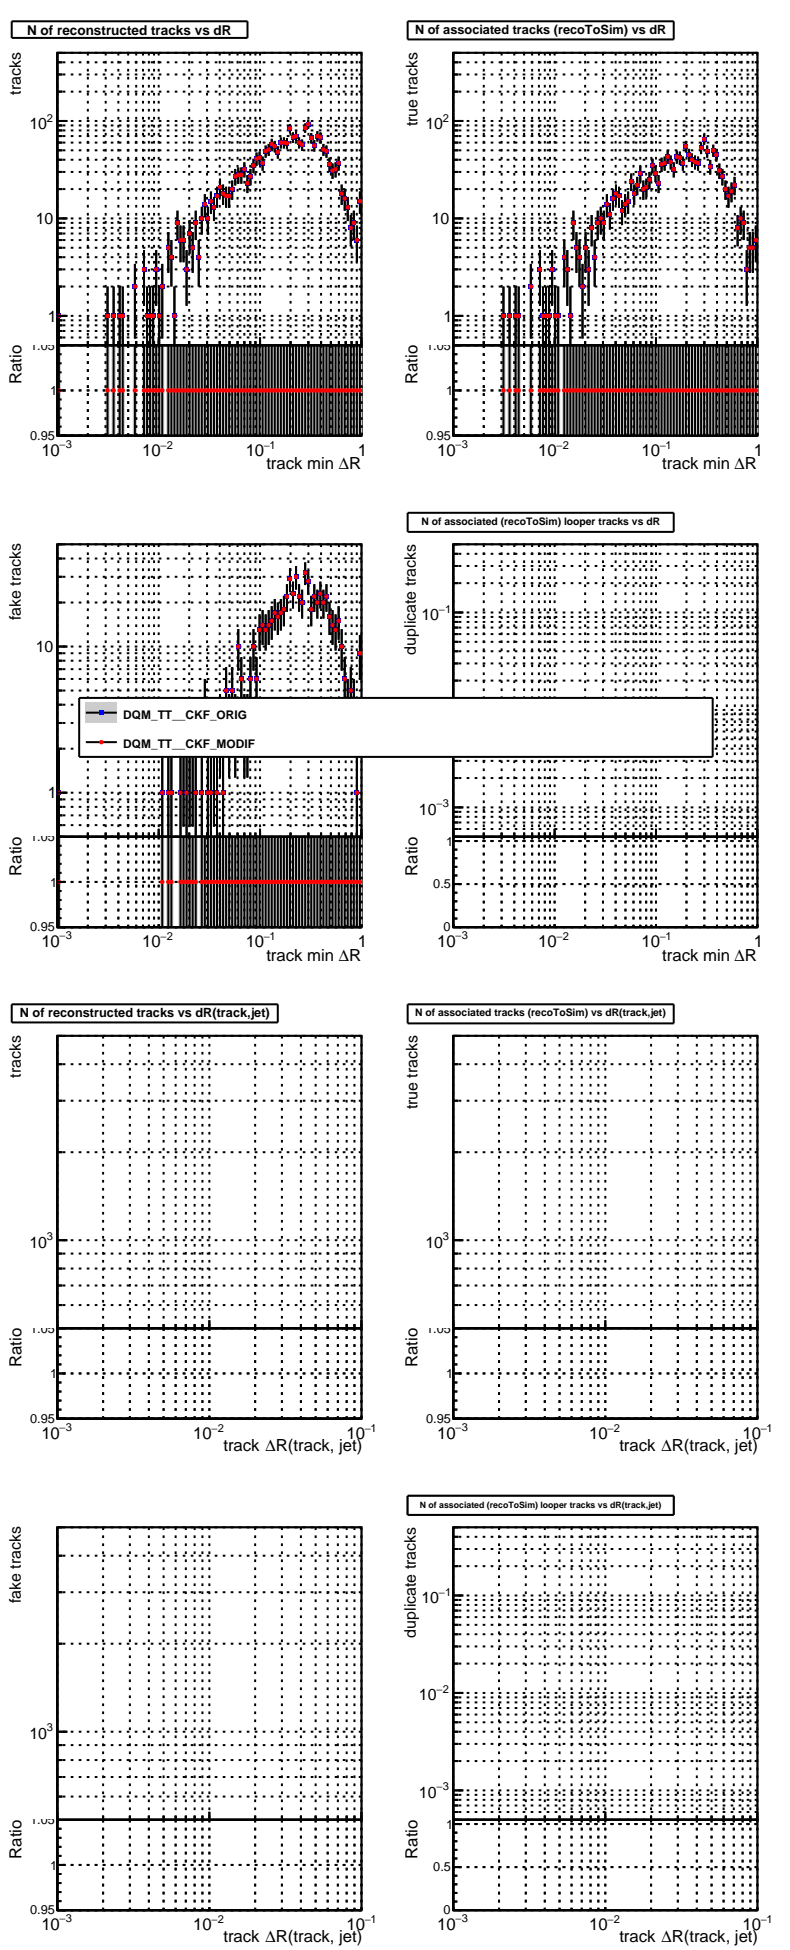 N of reconstructed tracks vs dR
tracks
10²
10
1
1.05
Ratio
1
0.95
10⁻³ 10⁻² 10⁻¹ 1
track min ΔR
N of associated tracks (recoToSim) vs dR
true tracks
10²
10
1
1.05
Ratio
1
0.95
10⁻³ 10⁻² 10⁻¹ 1
track min ΔR
fake tracks
10
1
1.05
Ratio
1
0.95
10⁻³ 10⁻² 10⁻¹ 1
track min ΔR
N of associated (recoToSim) looper tracks vs dR
duplicate tracks
10⁻¹
10⁻³
1
Ratio
0.5
0
10⁻³ 10⁻² 10⁻¹ 1
track min ΔR
DQM_TT__CKF_ORIG
DQM_TT__CKF_MODIF
N of reconstructed tracks vs dR(track,jet)
tracks
10³
1.05
Ratio
1
0.95
10⁻³ 10⁻² 10⁻¹
track ΔR(track, jet)
N of associated tracks (recoToSim) vs dR(track,jet)
true tracks
10³
1.05
Ratio
1
0.95
10⁻³ 10⁻² 10⁻¹
track ΔR(track, jet)
fake tracks
10³
1.05
Ratio
1
0.95
10⁻³ 10⁻² 10⁻¹
track ΔR(track, jet)
N of associated (recoToSim) looper tracks vs dR(track,jet)
duplicate tracks
10⁻¹
10⁻²
10⁻³
1
Ratio
0.5
0
10⁻³ 10⁻² 10⁻¹
track ΔR(track, jet)